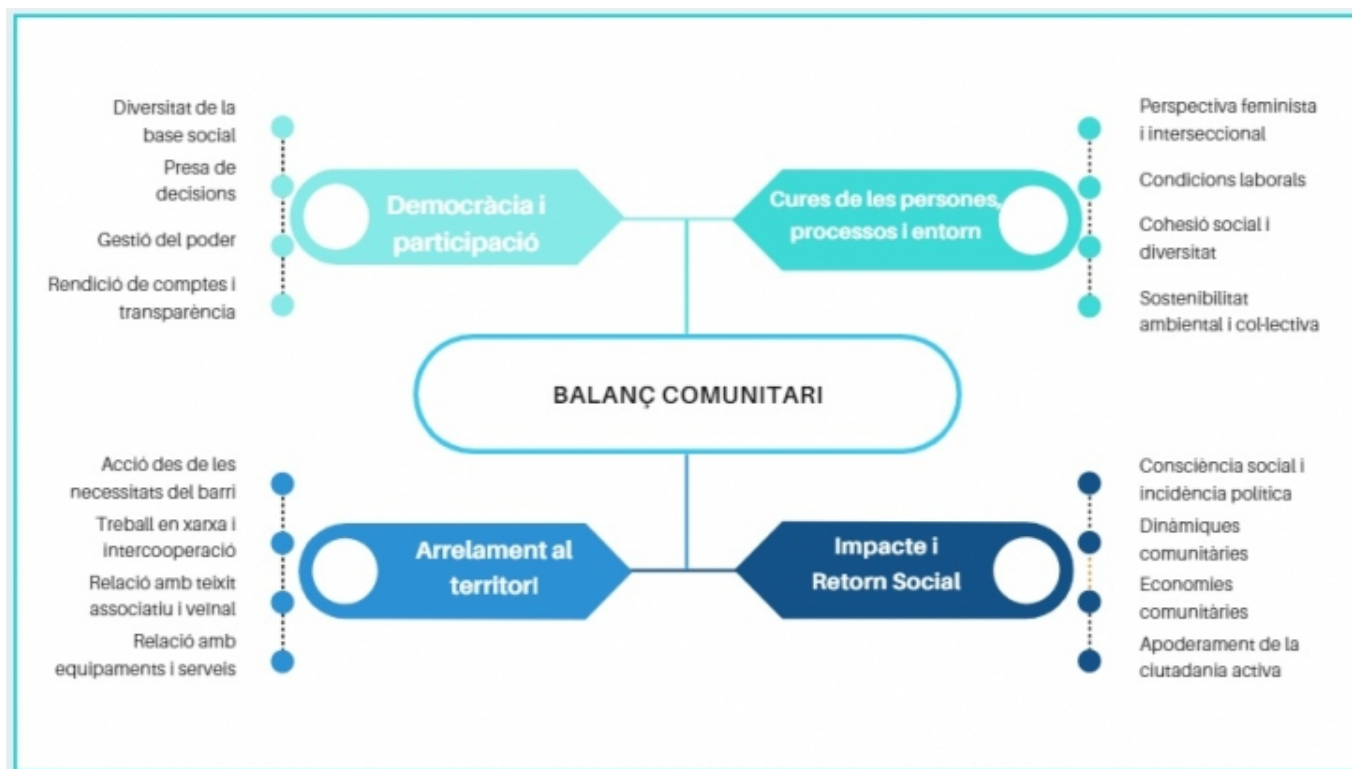 Diversitat de la
base social
Presa de
decisions
Gestió del poder
Rendició de comptes i
transparència
Democràcia i
participació
Cures de les persones,
processos i entorn
Perspectiva feminista
i interseccional
Condicions laborals
Cohesió social i
diversitat
Sostenibilitat
ambiental i col·lectiva
BALANÇ COMUNITARI
Acció des de les
necessitats del barri
Treball en xarxa i
intercooperació
Relació amb teixit
associatiu i veïnal
Relació amb
equipaments i serveis
Arrelament al
territori
Impacte i
Retorn Social
Consciència social i
incidència política
Dinàmiques
comunitàries
Economies
comunitàries
Apoderament de la
ciutadania activa